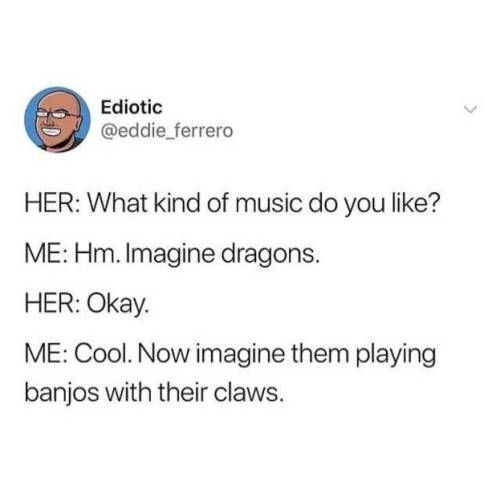 Ediotic
@eddie_ferrero
HER: What kind of music do you like?
ME: Hm. Imagine dragons.
HER: Okay.
ME: Cool. Now imagine them playing
banjos with their claws.